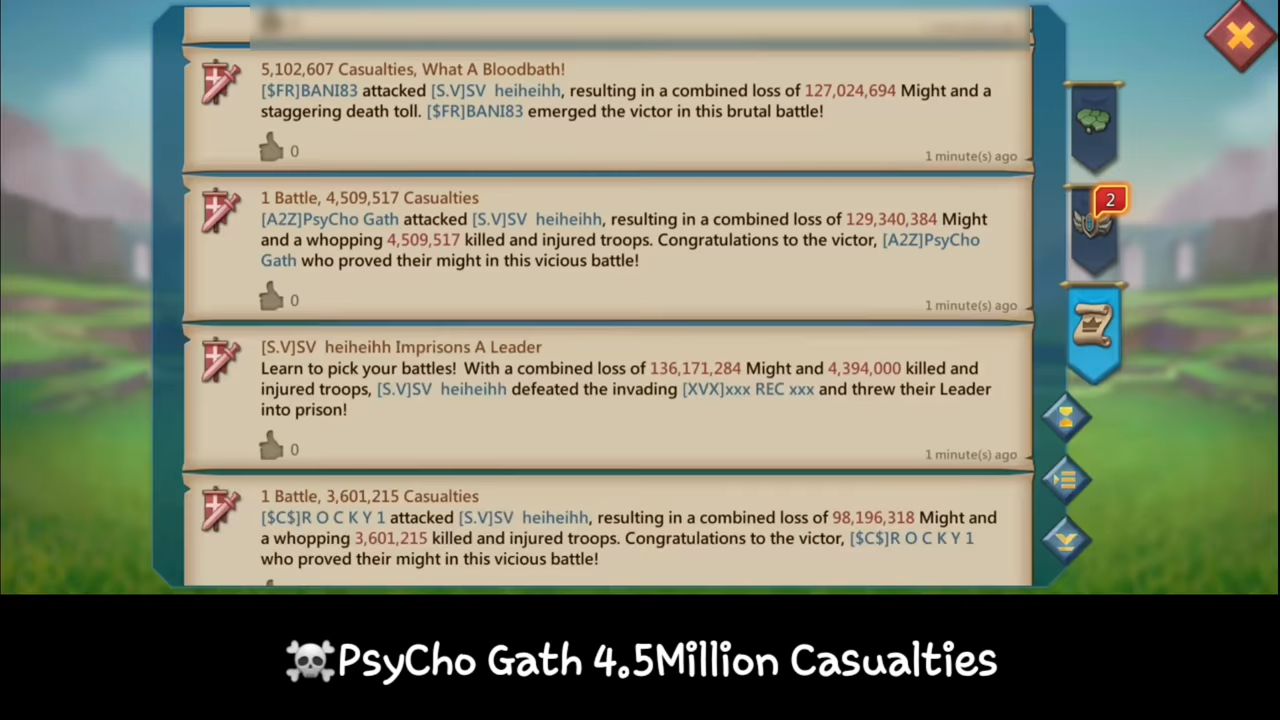 5,102,607 Casualties, What A Bloodbath!
[$FR]BANI83 attacked [S.V]SV heiheihh, resulting in a combined loss of 127,024,694 Might and a
staggering death toll. [$FR]BANI83 emerged the victor in this brutal battle!
0
1 minute(s) ago
2
1 Battle, 4,509,517 Casualties
[A2Z]PsyCho Gath attacked [S.V]SV heiheihh, resulting in a combined loss of 129,340,384 Might
and a whopping 4,509,517 killed and injured troops. Congratulations to the victor, [A2Z]PsyCho
Gath who proved their might in this vicious battle!
0
1 minute(s) ago
[S.V]SV heiheihh Imprisons A Leader
Learn to pick your battles! With a combined loss of 136,171,284 Might and 4,394,000 killed and
injured troops, [S.V]SV heiheihh defeated the invading [XVX]xxx REC xxx and threw their Leader
into prison!
0
1 minute(s) ago
1 Battle, 3,601,215 Casualties
[$C$]R O C K Y 1 attacked [S.V]SV heiheihh, resulting in a combined loss of 98,196,318 Might and
a whopping 3,601,215 killed and injured troops. Congratulations to the victor, [$C$]R O C K Y 1
who proved their might in this vicious battle!
☠️PsyCho Gath 4.5Million Casualties